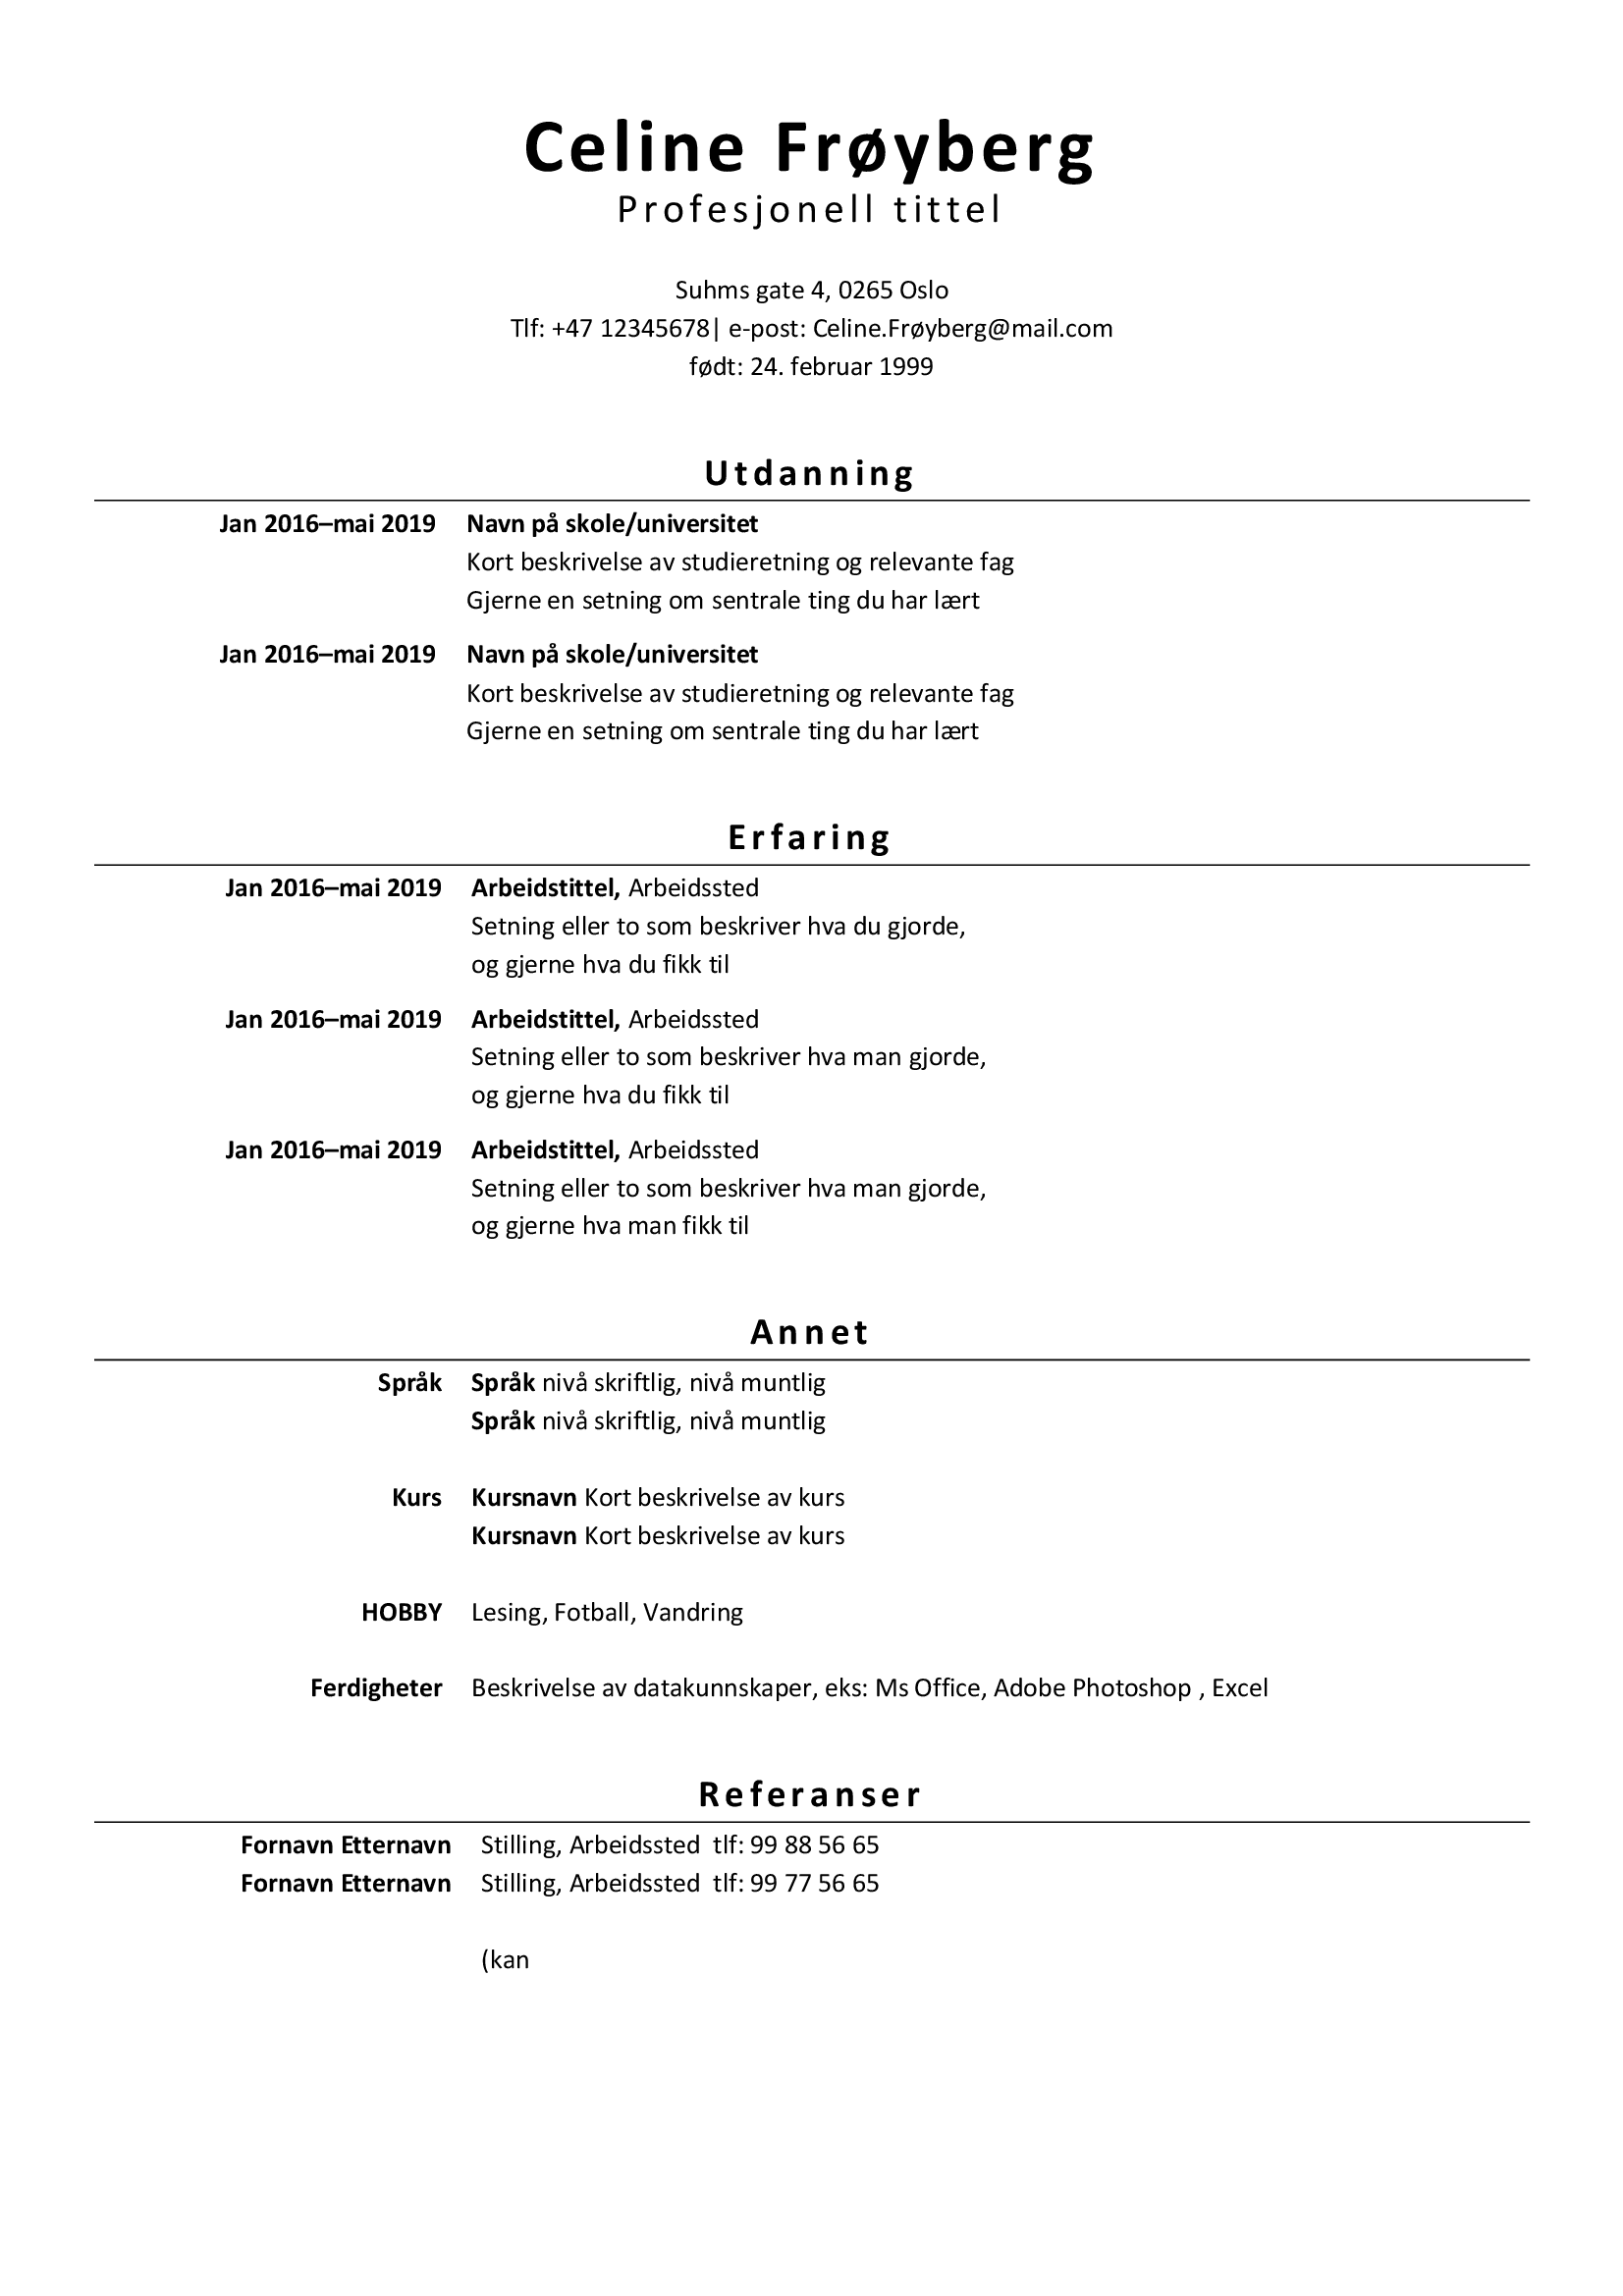 Celine Frøyberg
Profesjonell tittel
Suhms gate 4, 0265 Oslo
Tlf: +47 12345678| e-post: Celine.Frøyberg@mail.com
født: 24. februar 1999
Utdanning
Jan 2016–mai 2019 Navn på skole/universitet
Kort beskrivelse av studieretning og relevante fag
Gjerne en setning om sentrale ting du har lært
Jan 2016–mai 2019 Navn på skole/universitet
Kort beskrivelse av studieretning og relevante fag
Gjerne en setning om sentrale ting du har lært
Erfaring
Jan 2016–mai 2019 Arbeidstittel, Arbeidssted
Setning eller to som beskriver hva du gjorde,
og gjerne hva du fikk til
Jan 2016–mai 2019 Arbeidstittel, Arbeidssted
Setning eller to som beskriver hva man gjorde,
og gjerne hva du fikk til
Jan 2016–mai 2019 Arbeidstittel, Arbeidssted
Setning eller to som beskriver hva man gjorde,
og gjerne hva man fikk til
Annet
Språk Språk nivå skriftlig, nivå muntlig
Språk nivå skriftlig, nivå muntlig
Kurs Kursnavn Kort beskrivelse av kurs
Kursnavn Kort beskrivelse av kurs
HOBBY Lesing, Fotball, Vandring
Ferdigheter Beskrivelse av datakunnskaper, eks: Ms Office, Adobe Photoshop , Excel
Referanser
Fornavn Etternavn Stilling, Arbeidssted tlf: 99 88 56 65
Fornavn Etternavn Stilling, Arbeidssted tlf: 99 77 56 65
(kan